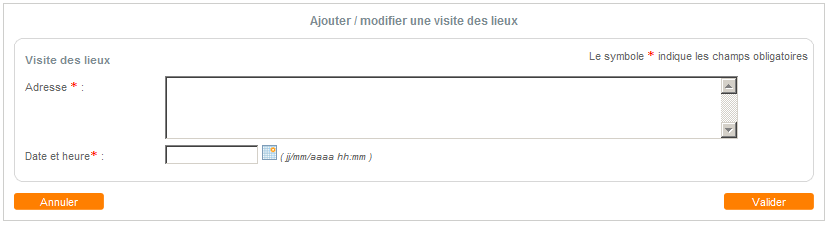 Ajouter / modifier une visite des lieux
Visite des lieux
Le symbole * indique les champs obligatoires
Adresse * :
Date et heure* :
( jj/mm/aaaa hh:mm )
Annuler
Valider